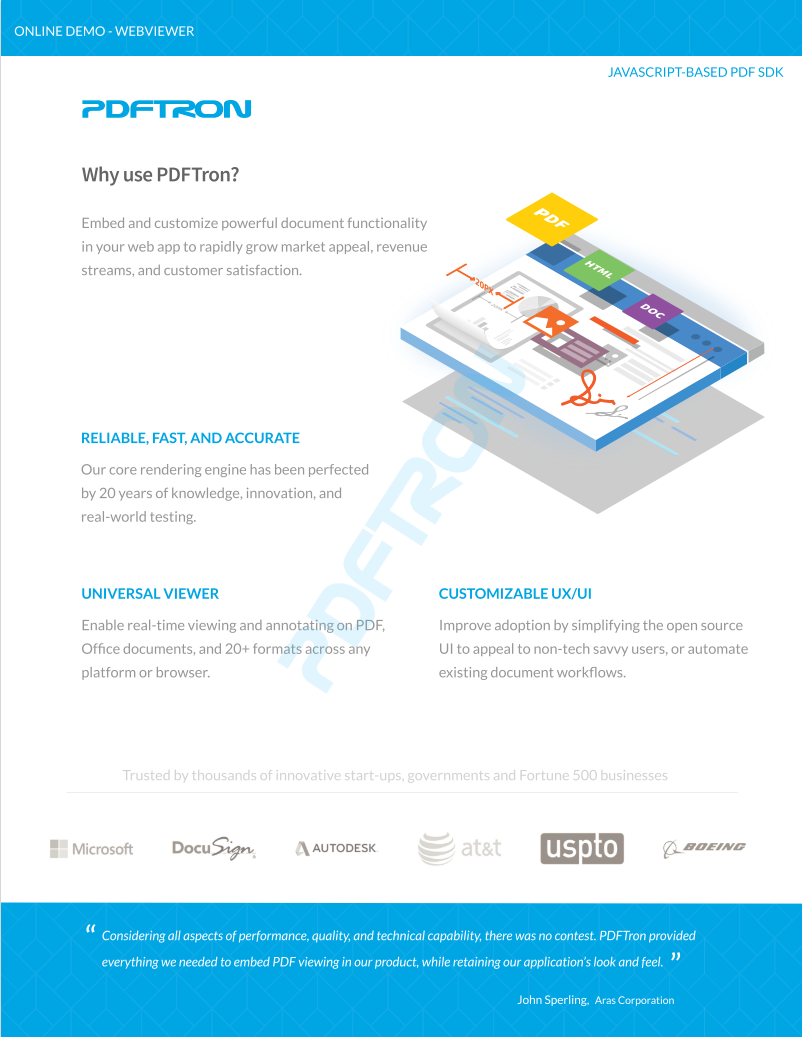 ONLINE DEMO - WEBVIEWER
JAVASCRIPT-BASED PDF SDK
PDFTRON
Why use PDFTron?
Embed and customize powerful document functionality
in your web app to rapidly grow market appeal, revenue
streams, and customer satisfaction.
PDF
HTML
DOC
20PX
RELIABLE, FAST, AND ACCURATE
Our core rendering engine has been perfected
by 20 years of knowledge, innovation, and
real-world testing.
PDFTRON
UNIVERSAL VIEWER
Enable real-time viewing and annotating on PDF,
Office documents, and 20+ formats across any
platform or browser.
CUSTOMIZABLE UX/UI
Improve adoption by simplifying the open source
UI to appeal to non-tech savvy users, or automate
existing document workflows.
Trusted by thousands of innovative start-ups, governments and Fortune 500 businesses
Microsoft
DocuSign
AUTODESK
at&t
uspto
BOEING
“ Considering all aspects of performance, quality, and technical capability, there was no contest. PDFTron provided
everything we needed to embed PDF viewing in our product, while retaining our application's look and feel. ”
John Sperling, Aras Corporation